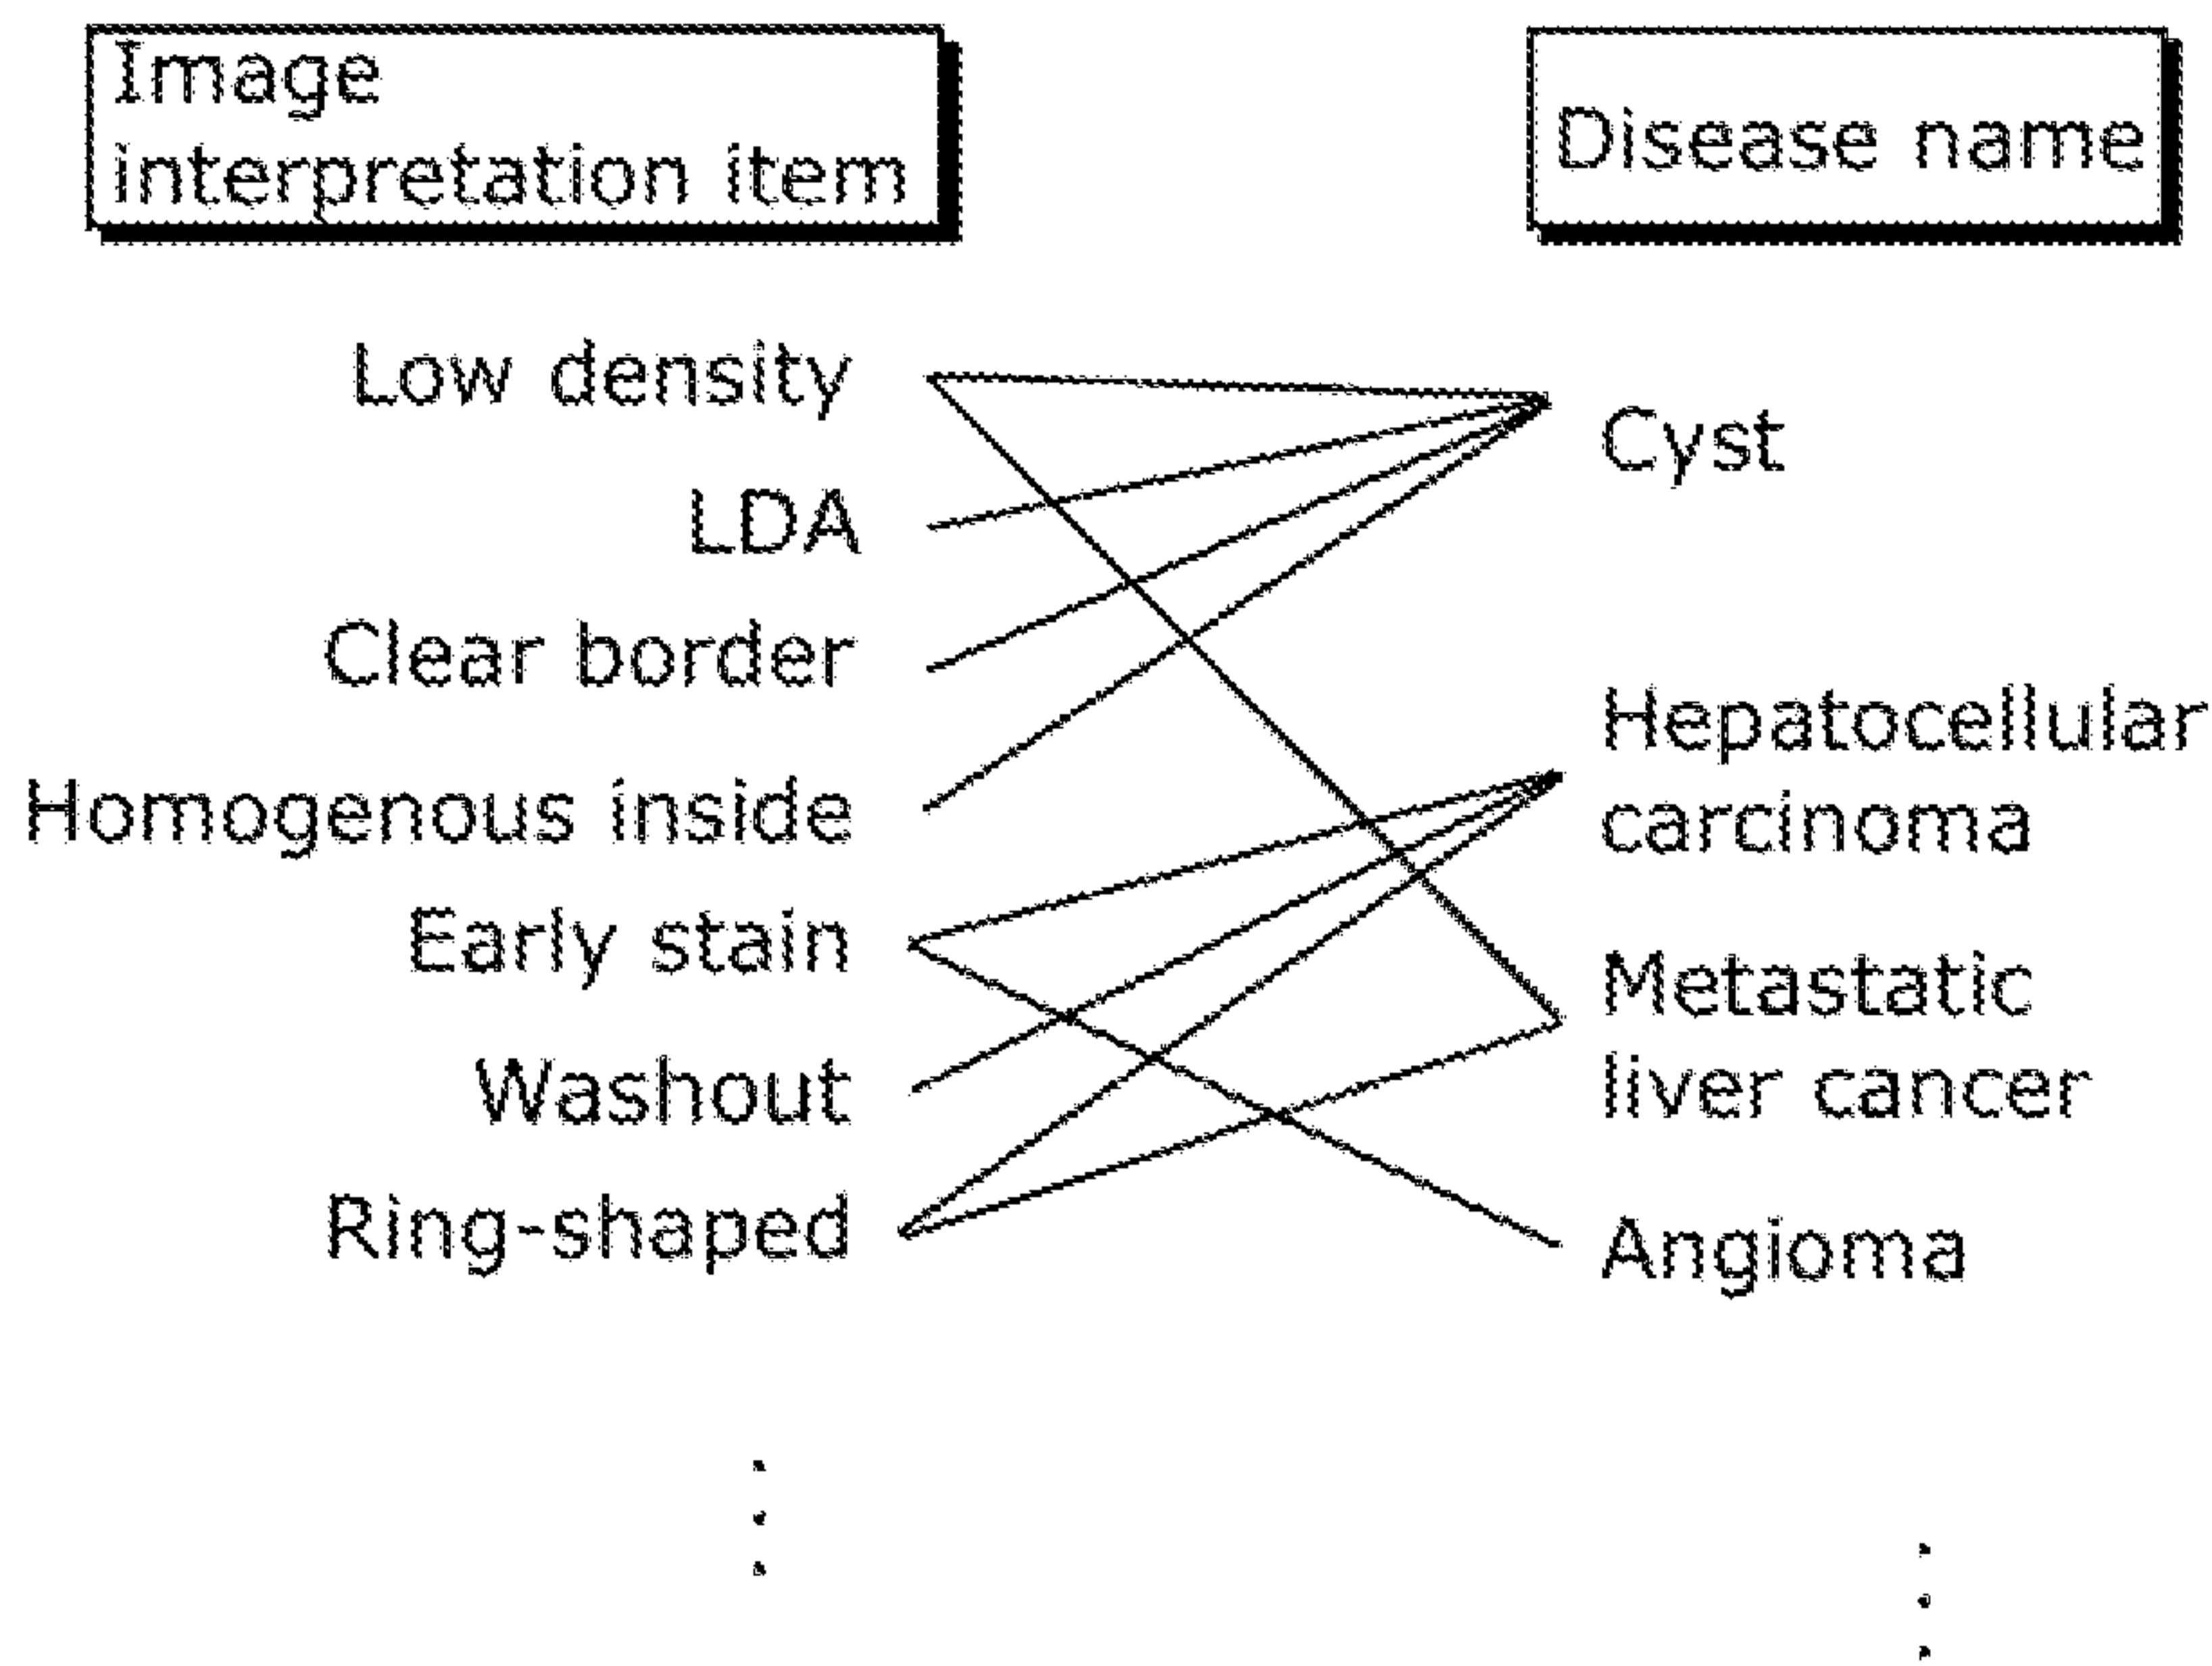 Image
interpretation item
Disease name
Low density
LDA
Clear border
Homogenous inside
Early stain
Washout
Ring-shaped
Cyst
Hepatocellular
carcinoma
Metastatic
liver cancer
Angioma